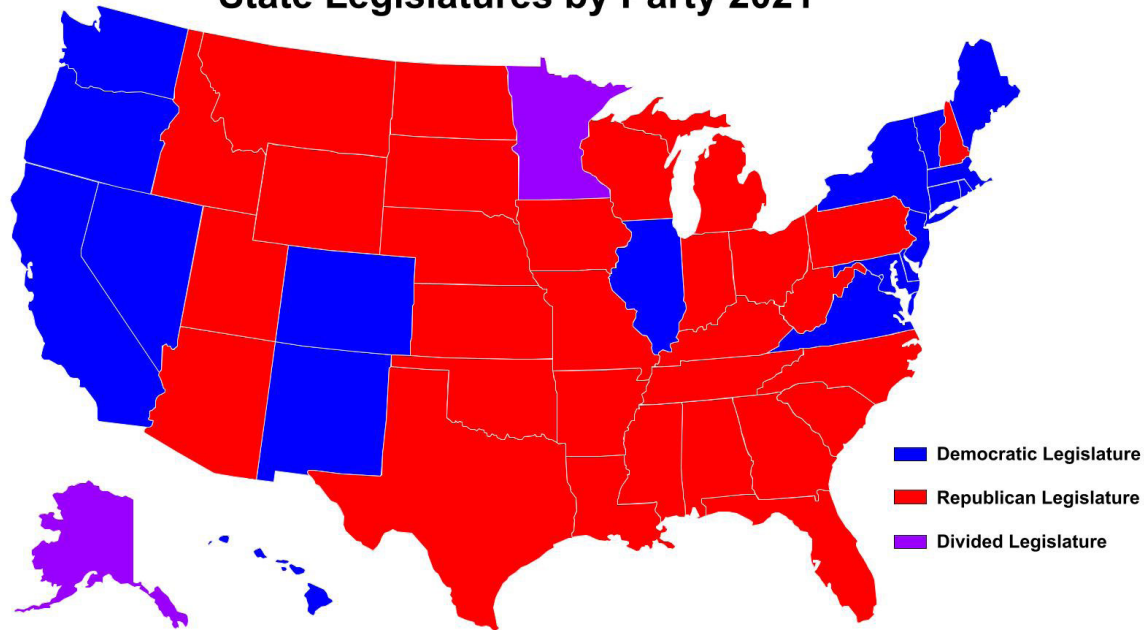 State Legislatures by Party 2021
Democratic Legislature
Republican Legislature
Divided Legislature